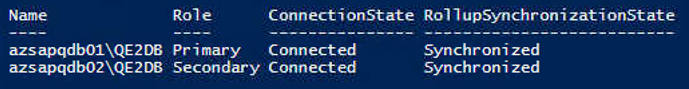 Name Role ConnectionState RollupSynchronizationState
---- ---- --------------- --------------------------
azsapqdb01\QE2DB Primary Connected Synchronized
azsapqdb02\QE2DB Secondary Connected Synchronized